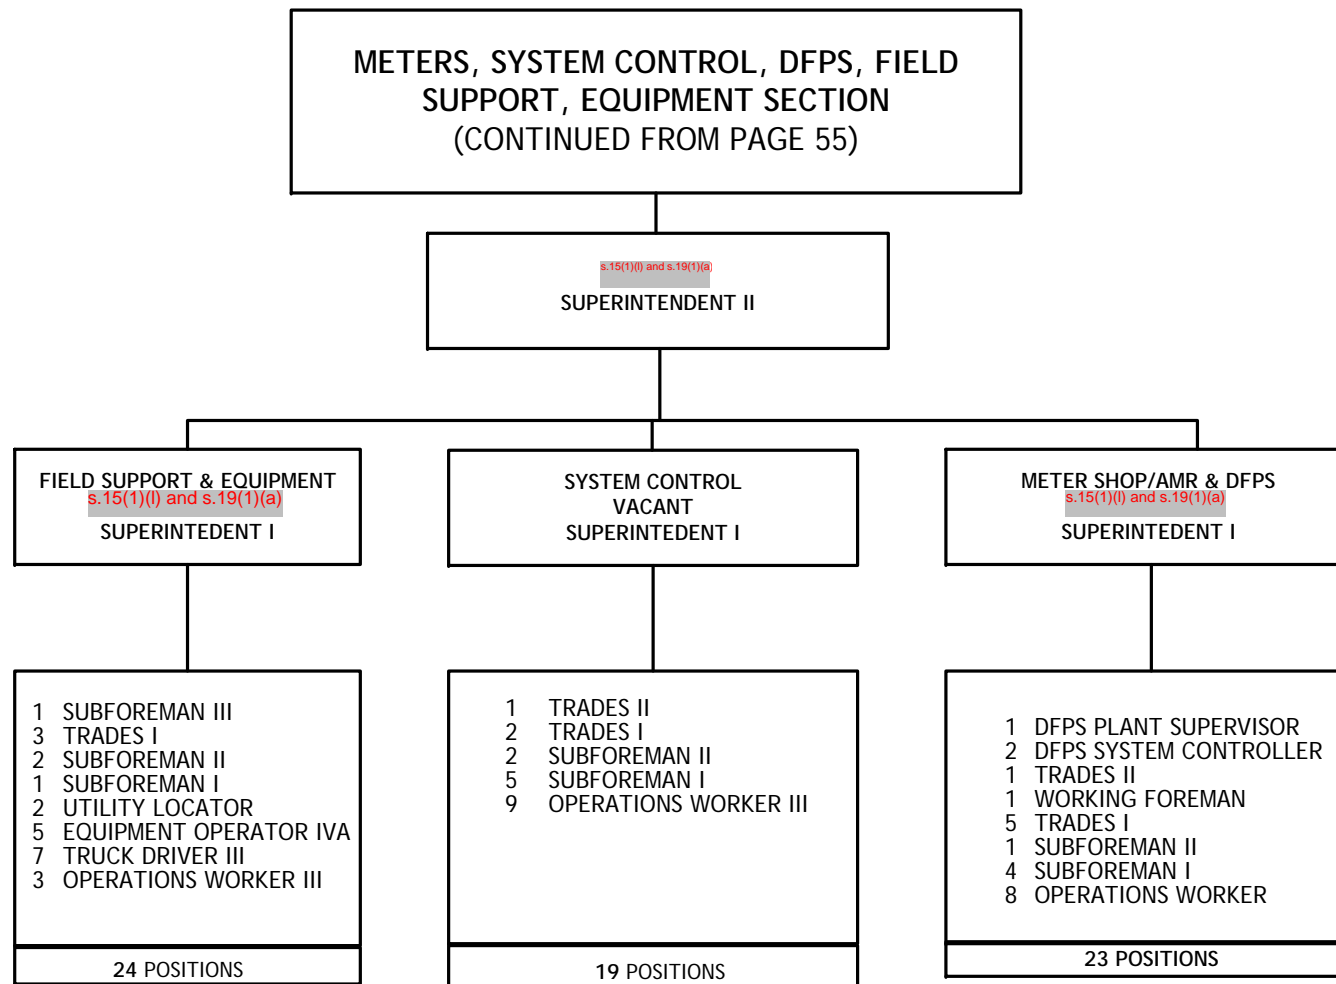 METERS, SYSTEM CONTROL, DFPS, FIELD
SUPPORT, EQUIPMENT SECTION
(CONTINUED FROM PAGE 55)
s.15(1)(l) and s.19(1)(a)
SUPERINTENDENT II
FIELD SUPPORT & EQUIPMENT
s.15(1)(l) and s.19(1)(a)
SUPERINTEDENT I
SYSTEM CONTROL
VACANT
SUPERINTEDENT I
METER SHOP/AMR & DFPS
s.15(1)(l) and s.19(1)(a)
SUPERINTEDENT I
1 SUBFOREMAN III
3 TRADES I
2 SUBFOREMAN II
1 SUBFOREMAN I
2 UTILITY LOCATOR
5 EQUIPMENT OPERATOR IVA
7 TRUCK DRIVER III
3 OPERATIONS WORKER III
24 POSITIONS
1 TRADES II
2 TRADES I
2 SUBFOREMAN II
5 SUBFOREMAN I
9 OPERATIONS WORKER III
19 POSITIONS
1 DFPS PLANT SUPERVISOR
2 DFPS SYSTEM CONTROLLER
1 TRADES II
1 WORKING FOREMAN
5 TRADES I
1 SUBFOREMAN II
4 SUBFOREMAN I
8 OPERATIONS WORKER
23 POSITIONS